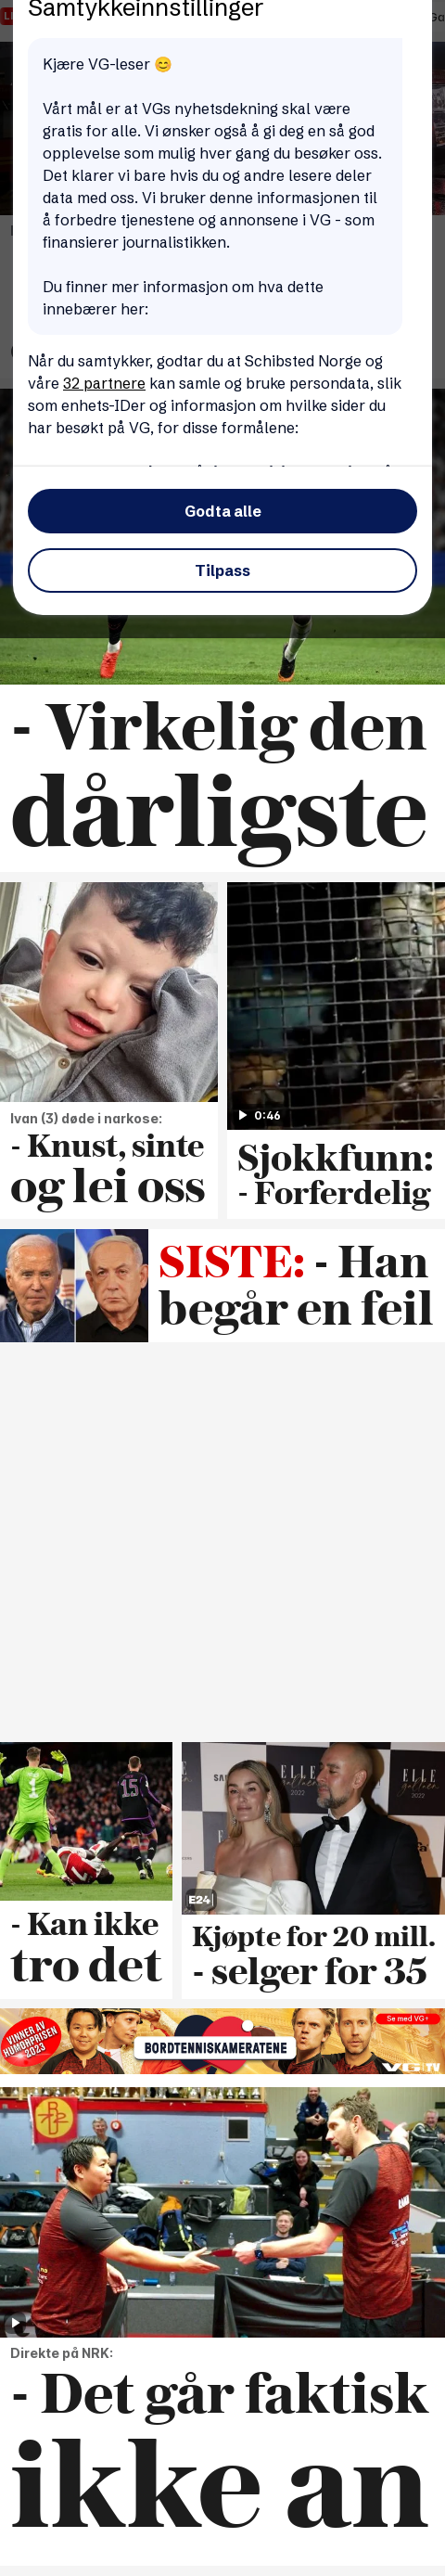 Samtykkeinnstillinger
Kjære VG-leser 😊
Vårt mål er at VGs nyhetsdekning skal være
gratis for alle. Vi ønsker også å gi deg en så god
opplevelse som mulig hver gang du besøker oss.
Det klarer vi bare hvis du og andre lesere deler
data med oss. Vi bruker denne informasjonen til
å forbedre tjenestene og annonsene i VG - som
finansierer journalistikken.
Du finner mer informasjon om hva dette
innebærer her:
Når du samtykker, godtar du at Schibsted Norge og
våre 32 partnere kan samle og bruke persondata, slik
som enhets-IDer og informasjon om hvilke sider du
har besøkt på VG, for disse formålene:
Godta alle
Tilpass
- Virkelig den
dårligste
0:46
Ivan (3) døde i narkose:
- Knust, sinte
og lei oss
Sjokkfunn:
- Forferdelig
SISTE: - Han
begår en feil
1
15
ELLE
gallaen
2022
ELLE
gallaen
2022
E24
- Kan ikke
tro det
Kjøpte for 20 mill.
- selger for 35
VINNER AV
HUMORPRISEN
2023
BORDTENNISKAMERATENE
Se med VG+
VGTV
Direkte på NRK:
- Det går faktisk
ikke an